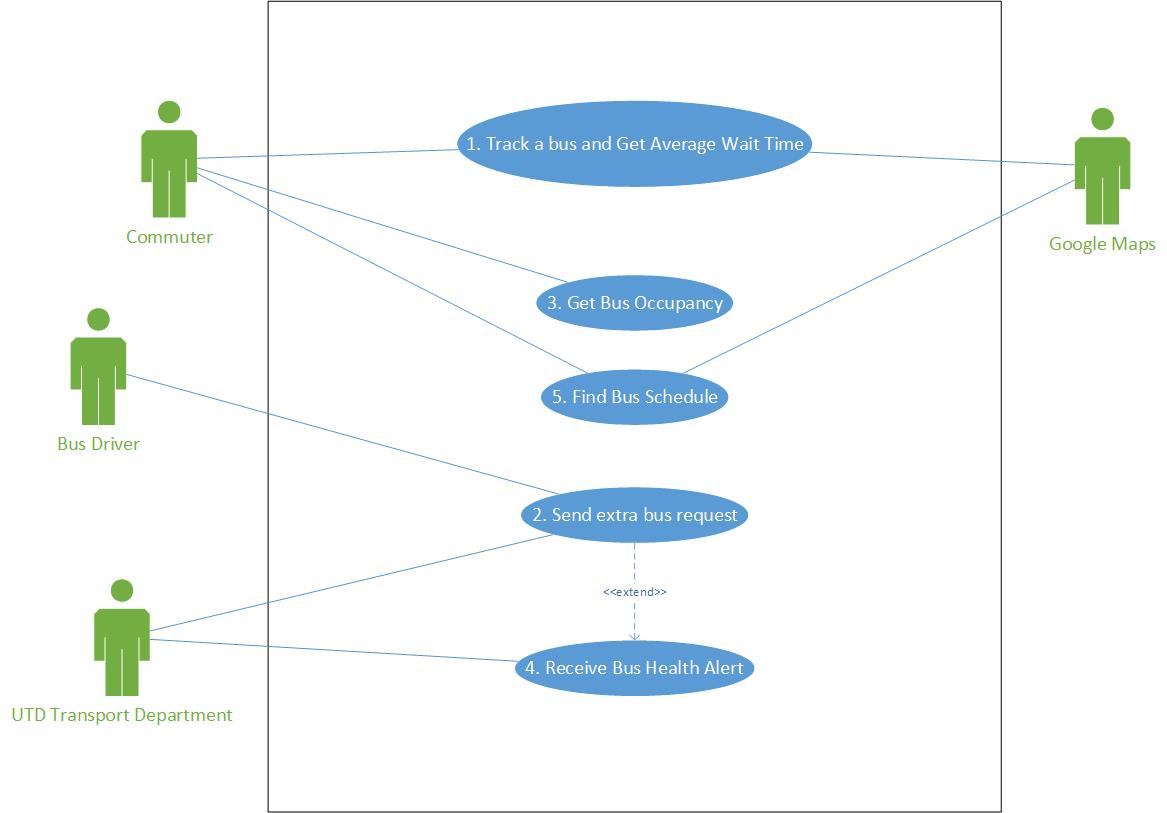 1. Track a bus and Get Average Wait Time
Commuter
Google Maps
3. Get Bus Occupancy
5. Find Bus Schedule
Bus Driver
2. Send extra bus request
<<extend>>
4. Receive Bus Health Alert
UTD Transport Department